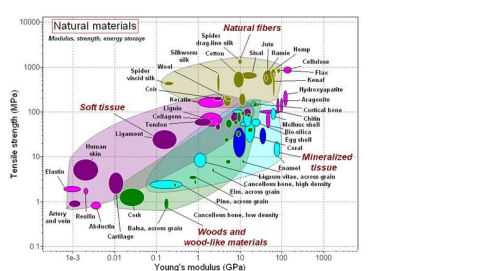 Natural materials
Modulus, strength, energy storage
Natural fibers
Spider
drag-line silk
Silkworm
silk
Cotton
Jute
Sisal
Ramie
Hemp
Wool
Cellulose
Spider
viscid silk
Flax
Kenaf
Coir
Hydroxyapatite
Keratin
Aragonite
Soft tissue
Lignin
Cortical bone
Collagens
Chitin
Tendon
Mollusc shell
Ligament
Bio-silica
Egg shell
Human
skin
Coral
Mineralized
tissue
Elastin
Enamel
Lignum vitae, across grain
Cancellous bone, high density
Elm, across grain
Pine, across grain
Artery
and vein
Resilin
Abductin
Cartilage
Cork
Balsa, across grain
Cancellous bone, low density
Woods and
wood-like materials
Tensile strength (MPa)
10000
1000
100
10
1
0.1
1e-3
0.01
0.1
1
10
100
1000
Young's modulus (GPa)